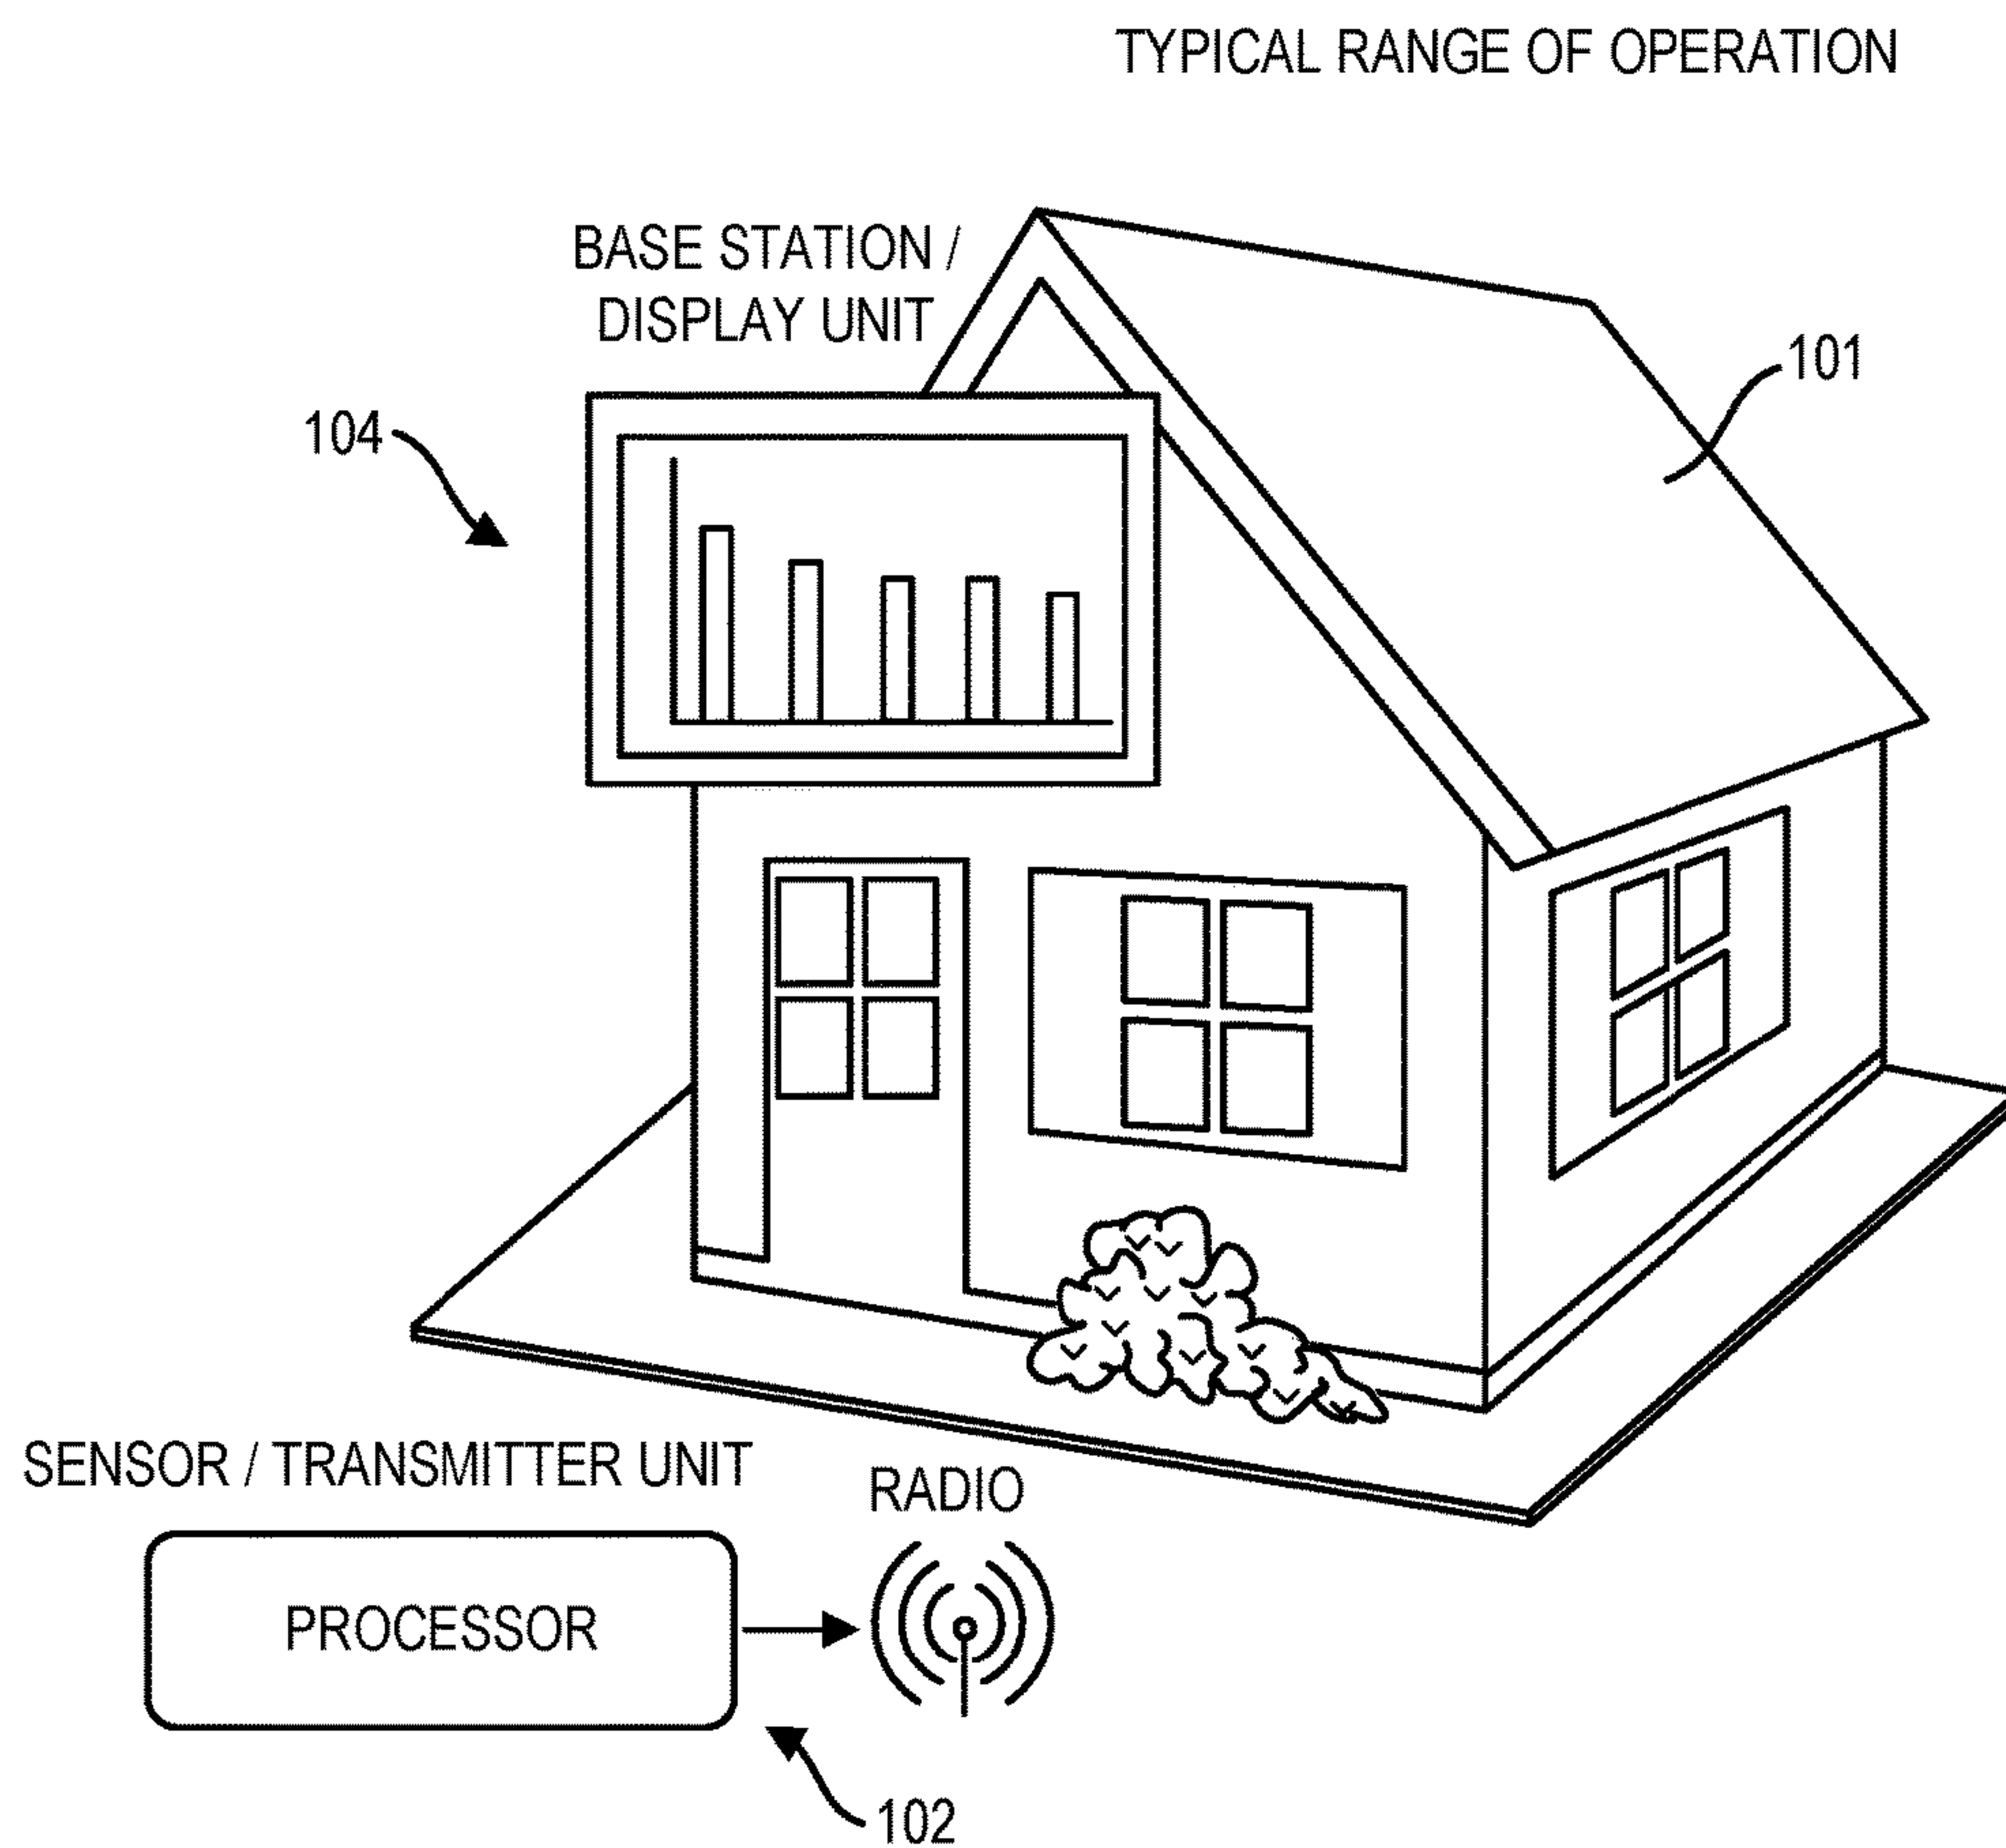 TYPICAL RANGE OF OPERATION
BASE STATION /
DISPLAY UNIT
101
104
SENSOR / TRANSMITTER UNIT
RADIO
PROCESSOR
102